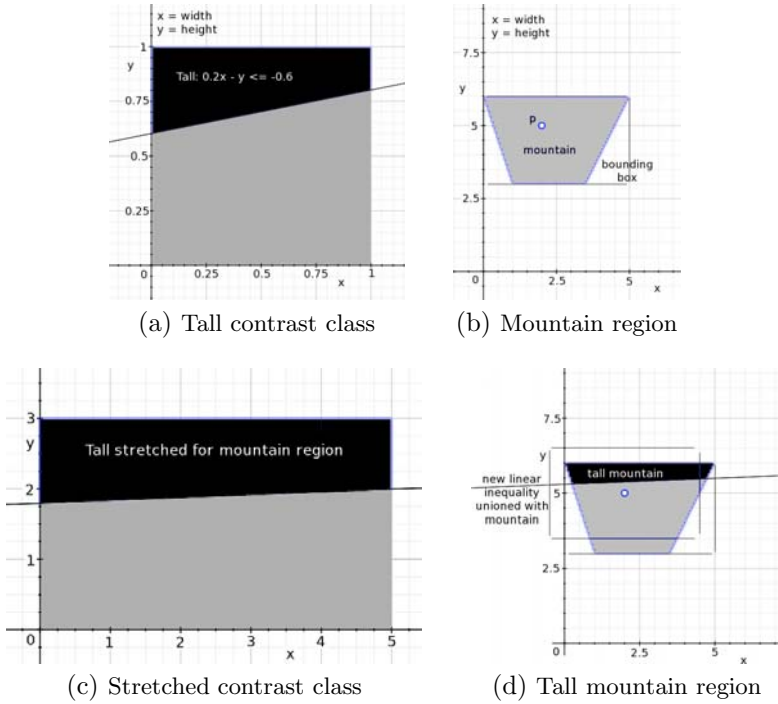 x = width
y = height
1
y
Tall: 0.2x - y <= -0.6
0.75
0.5
0.25
0
0.25
0.5
0.75
1
x
(a) Tall contrast class
x = width
y = height
7.5
y
p
5
mountain
bounding
box
2.5
0
2.5
5
x
(b) Mountain region
3
y
Tall stretched for mountain region
2
1
0
1
2
3
4
5
x
(c) Stretched contrast class
7.5
y
tall mountain
new linear
inequality
unioned with
mountain
5
2.5
0
5
x
(d) Tall mountain region